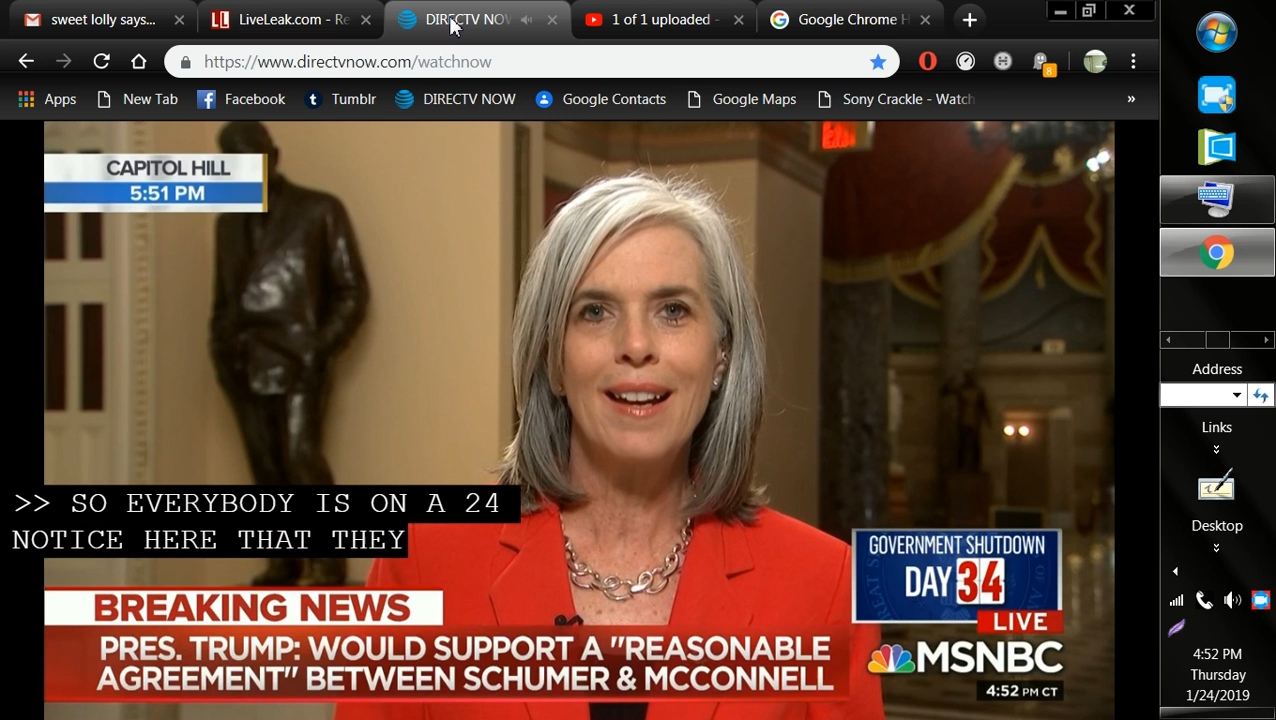 sweet lolly says...
LiveLeak.com - Re
DIRECTV NOW
1 of 1 uploaded -
Google Chrome H
https://www.directvnow.com/watchnow
8
Apps
New Tab
Facebook
Tumblr
DIRECTV NOW
Google Contacts
Google Maps
Sony Crackle - Watch
»
CAPITOL HILL
5:51 PM
>> SO EVERYBODY IS ON A 24
NOTICE HERE THAT THEY
GOVERNMENT SHUTDOWN
DAY 34
LIVE
BREAKING NEWS
PRES. TRUMP: WOULD SUPPORT A "REASONABLE
AGREEMENT" BETWEEN SCHUMER & MCCONNELL
MSNBC
4:52 PM CT
Address
Links
Desktop
4:52 PM
Thursday
1/24/2019